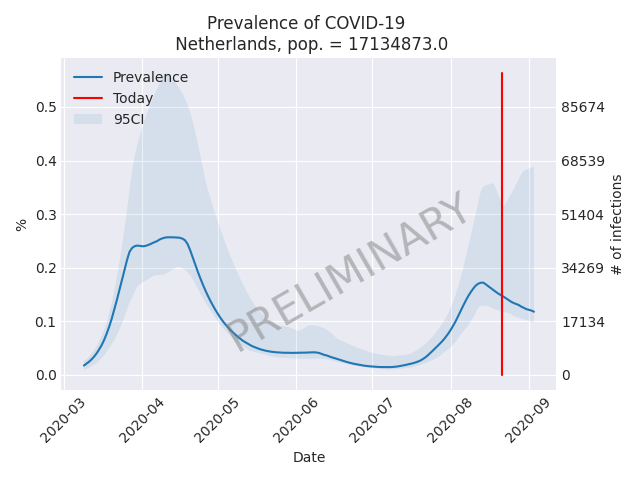 Prevalence of COVID-19
Netherlands, pop. = 17134873.0
Prevalence
Today
95CI
PRELIMINARY
%
0.5
0.4
0.3
0.2
0.1
0.0
85674
68539
51404
34269
17134
0
# of infections
2020-03
2020-04
2020-05
2020-06
2020-07
2020-08
2020-09
Date